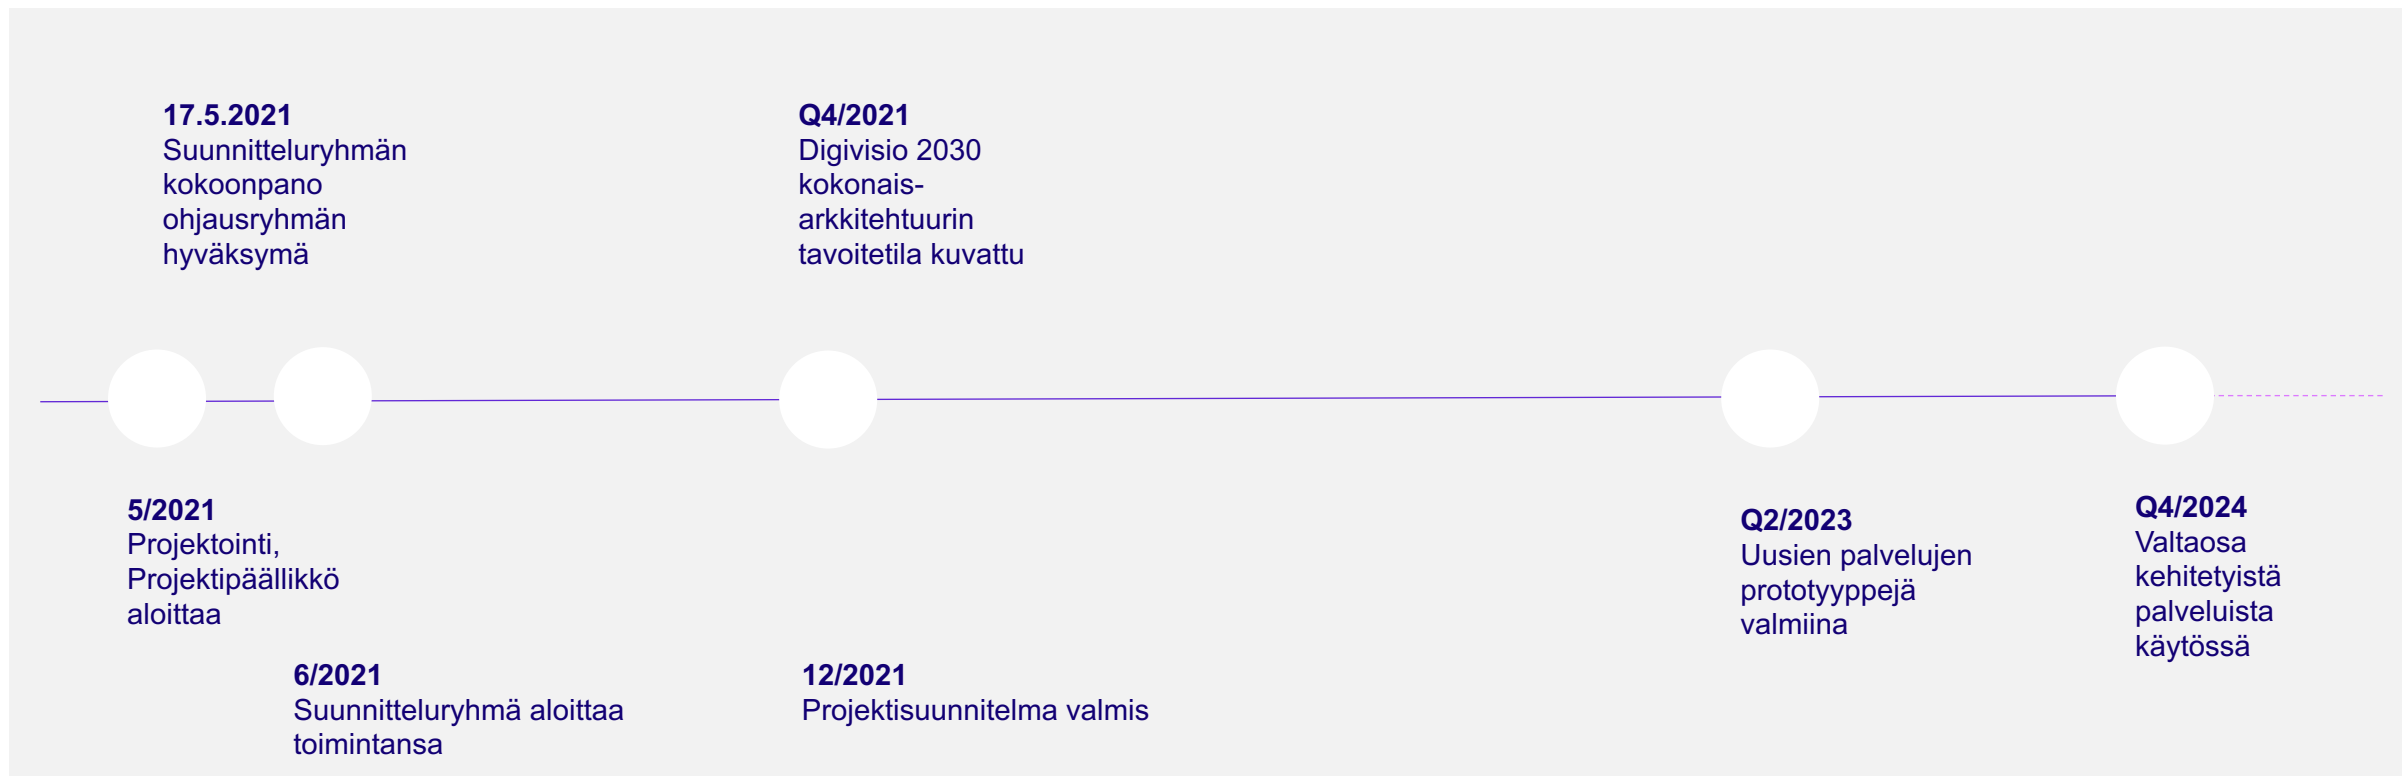 17.5.2021
Suunnitteluryhmän
kokoonpano
ohjausryhmän
hyväksymä
Q4/2021
Digivisio 2030
kokonais-
arkkitehtuurin
tavoitetila kuvattu
5/2021
Projektointi,
Projektipäällikkö
aloittaa
6/2021
Suunnitteluryhmä aloittaa
toimintansa
12/2021
Projektisuunnitelma valmis
Q2/2023
Uusien palvelujen
prototyyppejä
valmiina
Q4/2024
Valtaosa
kehitetyistä
palveluista
käytössä